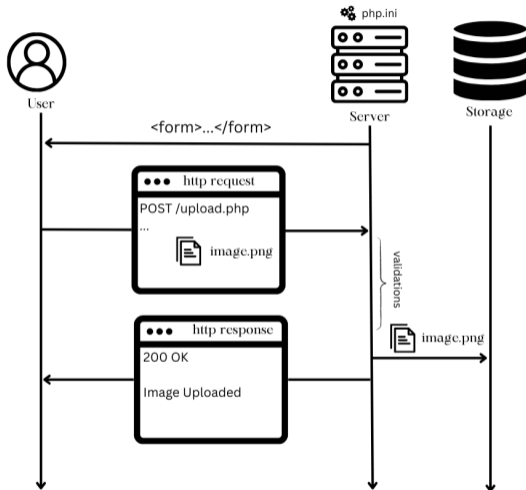 php.ini
User
Server
Storage
<form>...</form>
http request
POST /upload.php
...
image.png
validations
image.png
http response
200 OK
Image Uploaded